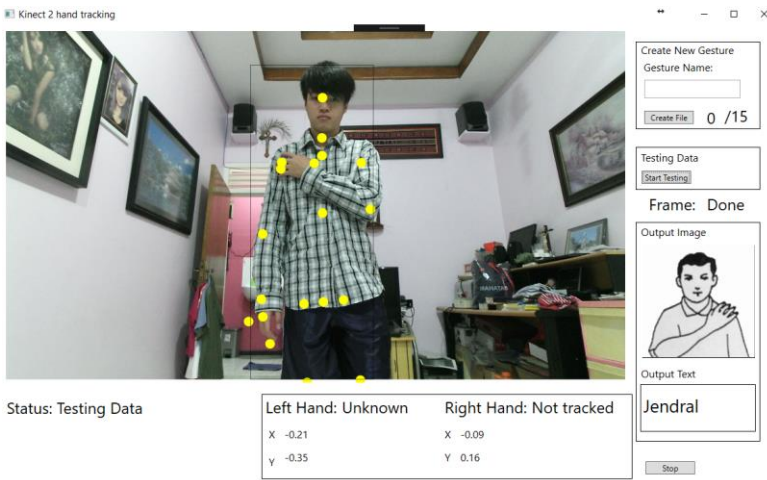 Kinect 2 hand tracking
Create New Gesture
Gesture Name:
Create File 0 /15
Testing Data
Start Testing
Frame: Done
Output Image
Output Text
Jendral
Status: Testing Data
Left Hand: Unknown Right Hand: Not tracked
X -0.21 X -0.09
Y -0.35 Y 0.16
Stop